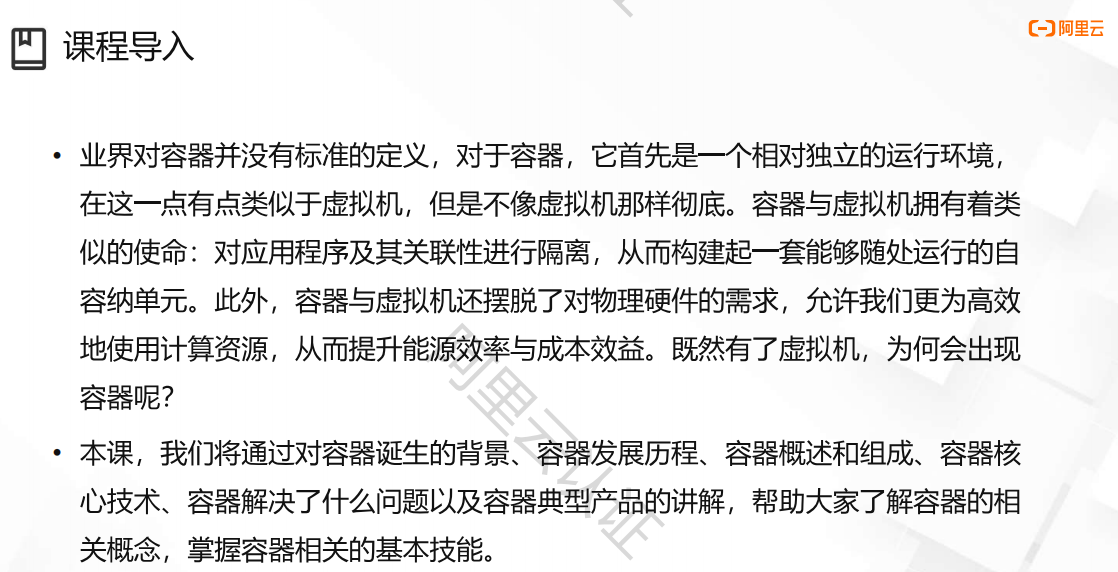 课程导入
阿里云
业界对容器并没有标准的定义，对于容器，它首先是一个相对独立的运行环境，
在这一点有点类似于虚拟机，但是不像虚拟机那样彻底。容器与虚拟机拥有着类
似的使命：对应用程序及其关联性进行隔离，从而构建起一套能够随处运行的自
容纳单元。此外，容器与虚拟机还摆脱了对物理硬件的需求，允许我们更为高效
地使用计算资源，从而提升能源效率与成本效益。既然有了虚拟机，为何会出现
容器呢？
本课，我们将通过对容器诞生的背景、容器发展历程、容器概述和组成、容器核
心技术、容器解决了什么问题以及容器典型产品的讲解，帮助大家了解容器的相
关概念，掌握容器相关的基本技能。
阿里云认证